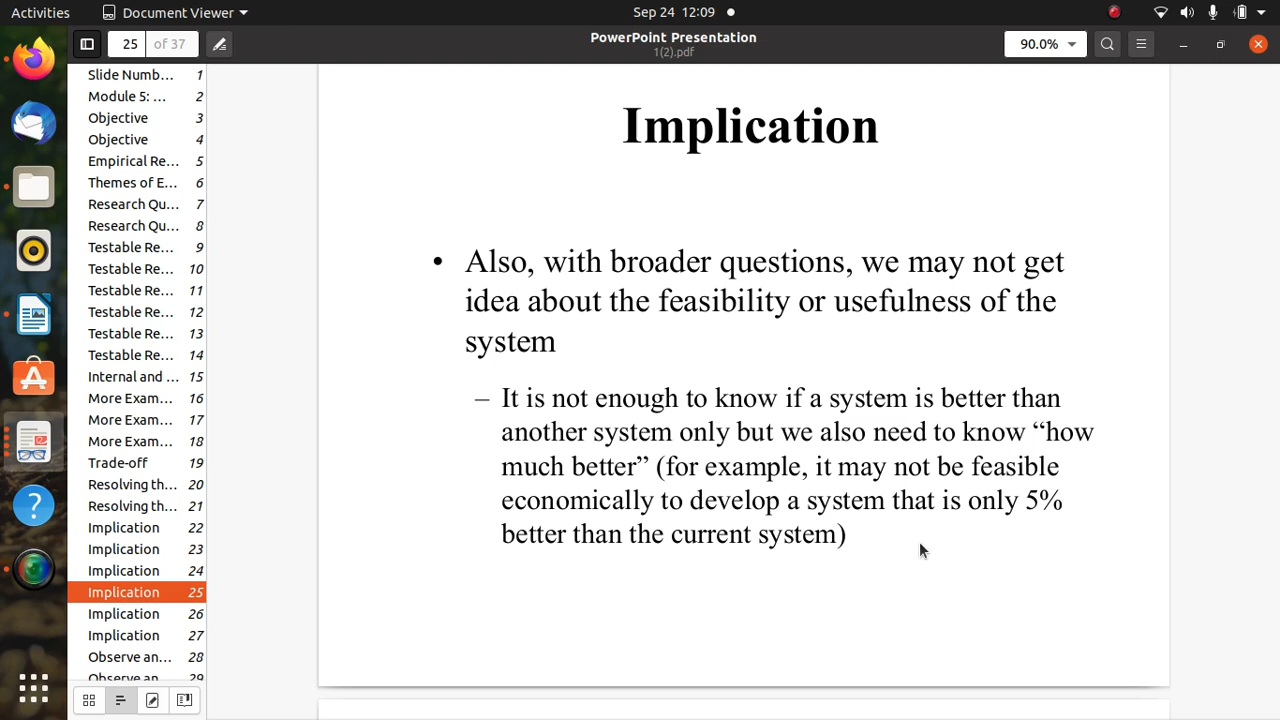 Activities Document Viewer Sep 24 12:09
25 of 37 PowerPoint Presentation 90.0%
1(2).pdf
Slide Numb... 1
Module 5: ... 2
Objective 3
Objective 4
Empirical Re... 5
Themes of E... 6
Research Qu... 7
Research Qu... 8
Testable Re... 9
Testable Re... 10
Testable Re... 11
Testable Re... 12
Testable Re... 13
Testable Re... 14
Internal and ... 15
More Exam... 16
More Exam... 17
More Exam... 18
Trade-off 19
Resolving th... 20
Resolving th... 21
Implication 22
Implication 23
Implication 24
Implication 25
Implication 26
Implication 27
Observe an... 28
Observe an... 29
Implication
• Also, with broader questions, we may not get
idea about the feasibility or usefulness of the
system
– It is not enough to know if a system is better than
another system only but we also need to know “how
much better” (for example, it may not be feasible
economically to develop a system that is only 5%
better than the current system)